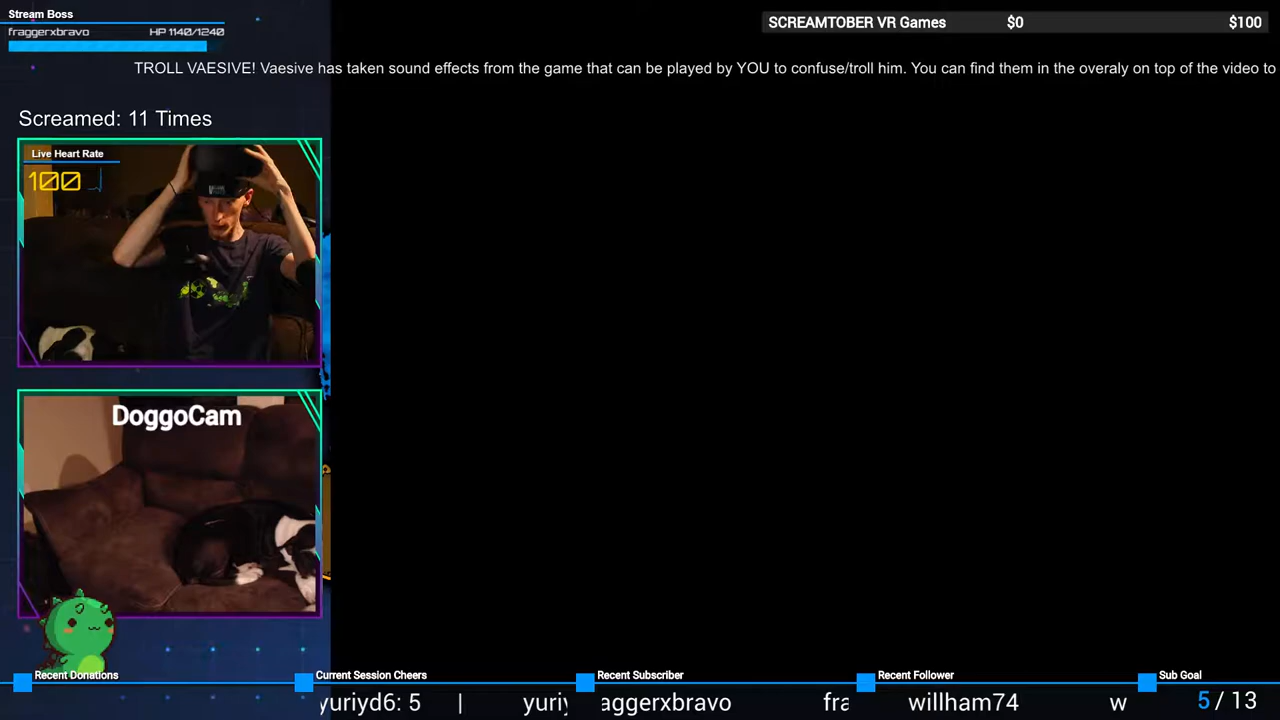 Stream Boss
fraggerxbravo HP 1140/1240
SCREAMTOBER VR Games $0 $100
TROLL VAESIVE! Vaesive has taken sound effects from the game that can be played by YOU to confuse/troll him. You can find them in the overaly on top of the video to
Screamed: 11 Times
Live Heart Rate
100
DoggoCam
Recent Donations
Current Session Cheers
yuriyd6: 5 | yuriy
Recent Subscriber
aggerxbravo fra
Recent Follower
willham74 w
Sub Goal
5 / 13